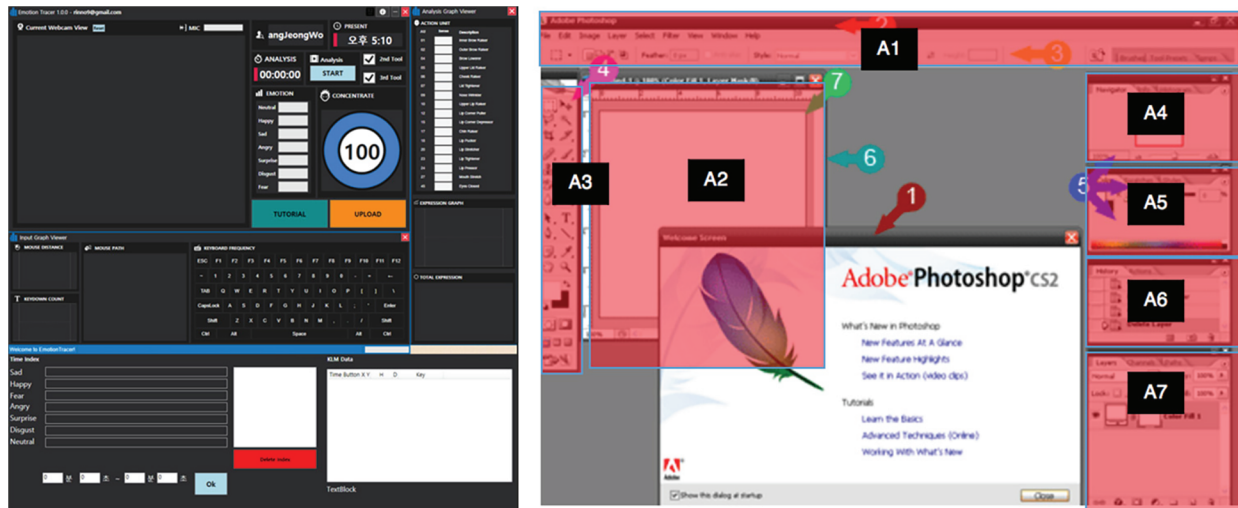 Emotion Tracer 1.0.0 - rlnno9@gmail.com
Current Webcam View
MIC
angJeongWo
PRESENT
오후 5:10
ANALYSIS
00:00:00
Analysis
START
2nd Tool
3rd Tool
EMOTION
Neutral
Happy
Sad
Angry
Surprise
Disgust
Fear
CONCENTRATE
100
TUTORIAL
UPLOAD
Analysis Graph Viewer
ACTION UNIT
Description
Inner Brow Raiser
Outer Brow Raiser
Brow Lowerer
Upper Lid Raiser
Cheek Raiser
Lid Tightener
Nose Wrinkler
Upper Lip Raiser
Lip Corner Puller
Lip Corner Depressor
Chin Raiser
Lip Pucker
Lip Stretcher
Lip Tightener
Lip Pressor
Mouth Stretch
Eyes Closed
EXPRESSION GRAPH
TOTAL EXPRESSION
Input Graph Viewer
MOUSE DISTANCE
MOUSE PATH
KEYBOARD FREQUENCY
KEYDOWN COUNT
ESC F1 F2 F3 F4 F5 F6 F7 F8 F9 F10 F11 F12
~ 1 2 3 4 5 6 7 8 9 0 - + ←
TAB Q W E R T Y U I O P [ ] \
CapsLock A S D F G H J K L ; ' Enter
Shift Z X C V B N M , . / Shift
Ctrl Alt Space Alt Ctrl
Welcome to EmotionTracer!
Time Index
Sad
Happy
Fear
Angry
Surprise
Disgust
Neutral
Delete Index
Ok
KLM Data
Time Button X Y H D Key
TextBlock
Adobe Photoshop
File Edit Image Layer Select Filter View Window Help
Feather: 0 px
Style: Normal
A1
2
3
4
7
6
1
5
A2
A3
A4
A5
A6
A7
Navigator
History
Delete Layer
Layers Channels Paths
Normal
100%
Lock:
Color Fill 1
Welcome Screen
Adobe Photoshop CS2
What's New in Photoshop
New Features At A Glance
New Feature Highlights
See it in Action (video clips)
Tutorials
Learn the Basics
Advanced Techniques (Online)
Working With What's New
Adobe
Show this dialog at startup
Close